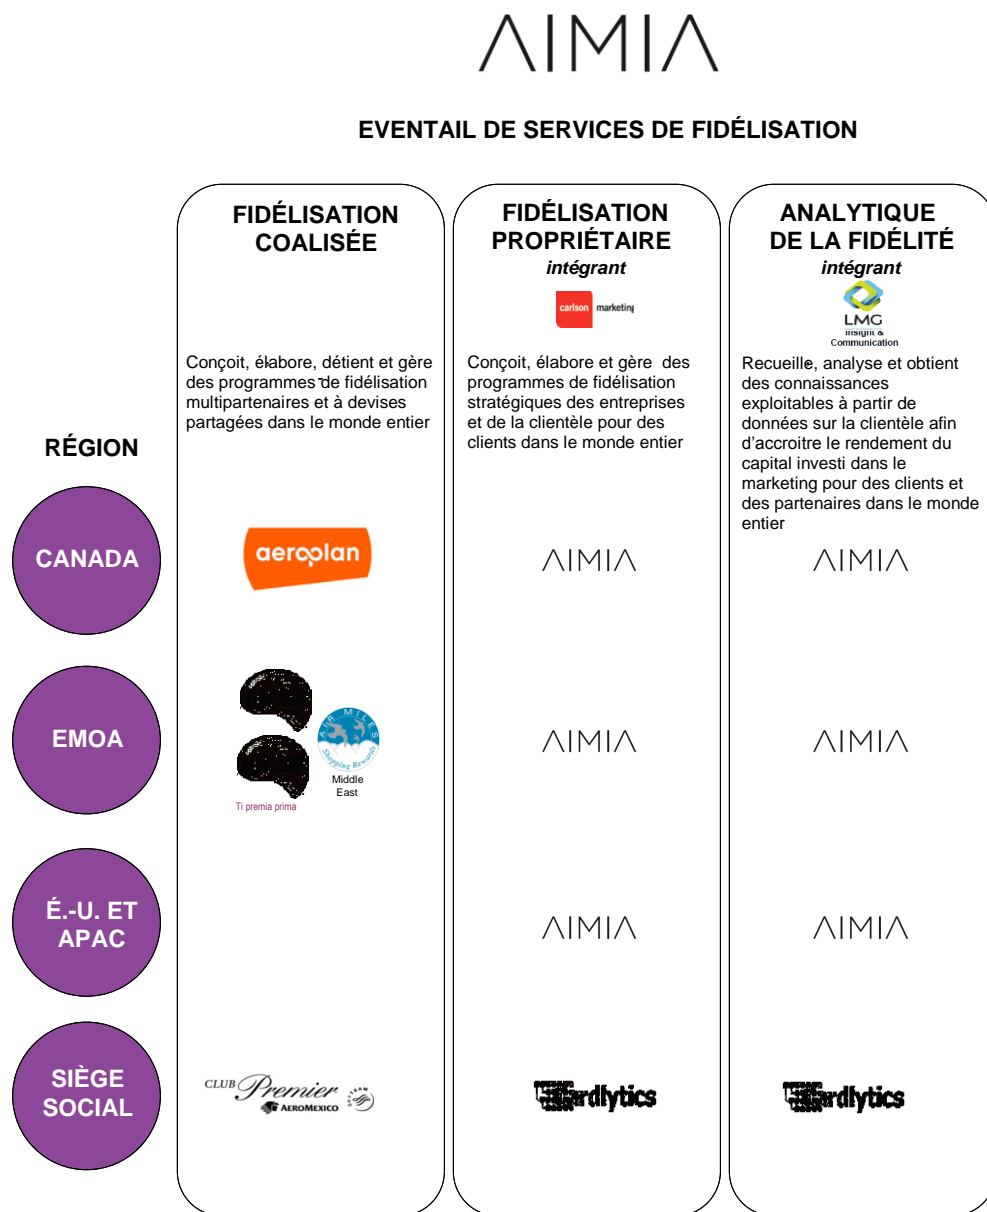 AIMIA
EVENTAIL DE SERVICES DE FIDÉLISATION
FIDÉLISATION
COALISÉE
Conçoit, élabore, détient et gère
des programmes de fidélisation
multipartenaires et à devises
partagées dans le monde entier
FIDÉLISATION
PROPRIÉTAIRE
intégrant
carlson marketing
Conçoit, élabore et gère des
programmes de fidélisation
stratégiques des entreprises
et de la clientèle pour des
clients dans le monde entier
ANALYTIQUE
DE LA FIDÉLITÉ
intégrant
LMG
Insight &
Communication
Recueille, analyse et obtient
des connaissances
exploitables à partir de
données sur la clientèle afin
d'accroitre le rendement du
capital investi dans le
marketing pour des clients et
des partenaires dans le monde
entier
RÉGION
CANADA
aeroplan
AIMIA
AIMIA
EMOA
AIR MILES
Shopping Rewards
Middle
East
Ti premia prima
AIMIA
AIMIA
É.-U. ET
APAC
AIMIA
AIMIA
SIÈGE
SOCIAL
CLUB Premier
AEROMEXICO
rdlytics
rdlytics